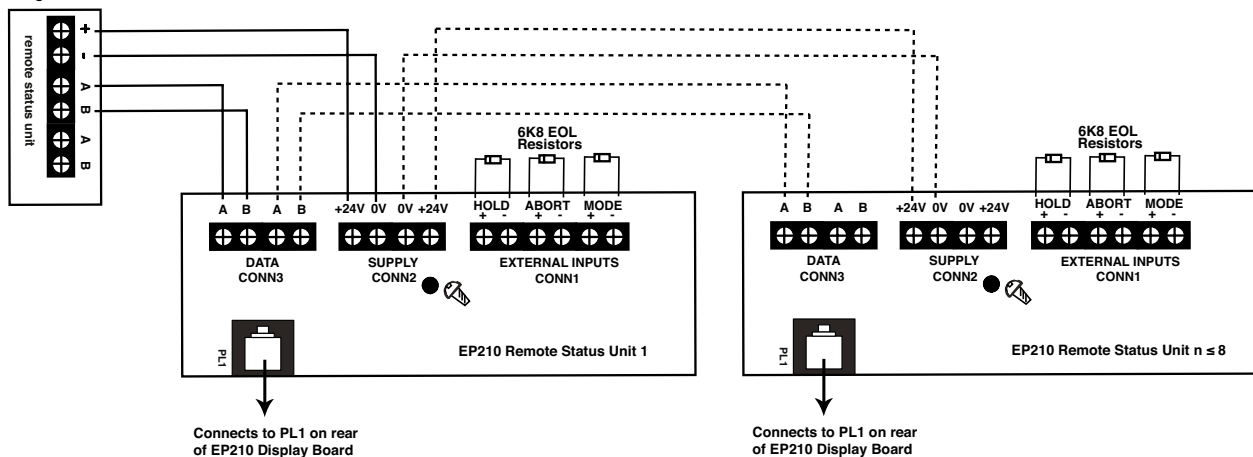 remote status unit
+
-
A
B
A
B
6K8 EOL
Resistors
A B A B
+24V 0V 0V +24V
HOLD ABORT MODE
+ - + - + -
DATA
CONN3
SUPPLY
CONN2
EXTERNAL INPUTS
CONN1
PL1
EP210 Remote Status Unit 1
Connects to PL1 on rear
of EP210 Display Board
6K8 EOL
Resistors
A B A B
+24V 0V 0V +24V
HOLD ABORT MODE
+ - + - + -
DATA
CONN3
SUPPLY
CONN2
EXTERNAL INPUTS
CONN1
PL1
EP210 Remote Status Unit n ≤ 8
Connects to PL1 on rear
of EP210 Display Board